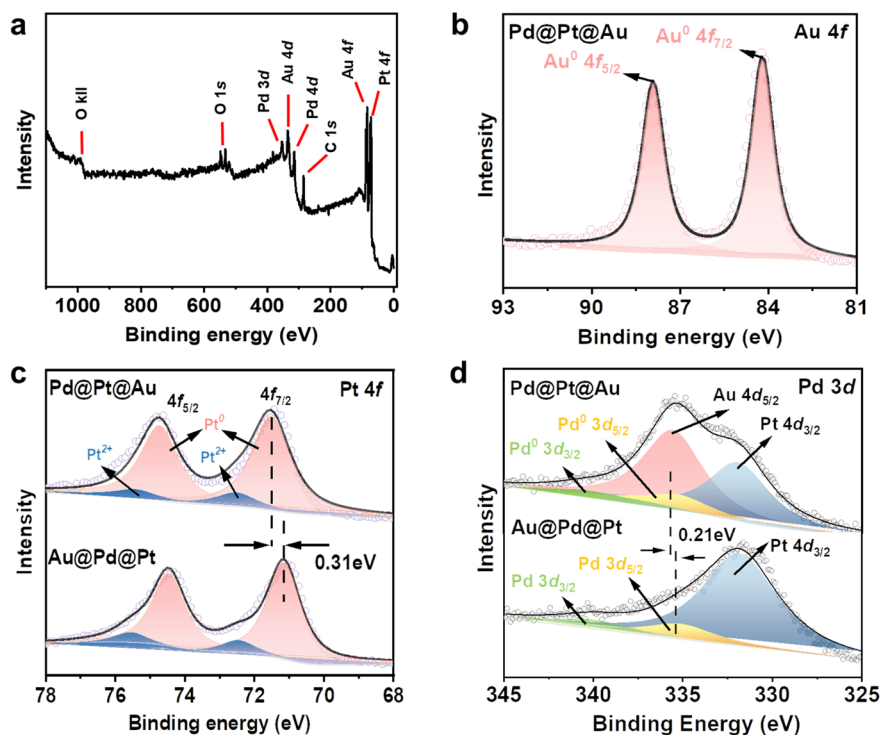 a
O kll
O 1s
Pd 3d
Au 4d
Pd 4d
C 1s
Au 4f
Pt 4f
Intensity
1000 800 600 400 200 0
Binding energy (eV)
b
Pd@Pt@Au
Au 4f
Au⁰ 4f₅/₂
Au⁰ 4f₇/₂
Intensity
93 90 87 84 81
Binding energy (eV)
c
Pd@Pt@Au
Pt 4f
4f₅/₂
4f₇/₂
Pt⁰
Pt²⁺
Pt²⁺
Au@Pd@Pt
0.31eV
Intensity
78 76 74 72 70 68
Binding energy (eV)
d
Pd@Pt@Au
Pd 3d
Au 4d₅/₂
Pt 4d₃/₂
Pd⁰ 3d₅/₂
Pd⁰ 3d₃/₂
Au@Pd@Pt
0.21eV
Pt 4d₃/₂
Pd 3d₅/₂
Pd 3d₃/₂
Intensity
345 340 335 330 325
Binding Energy (eV)